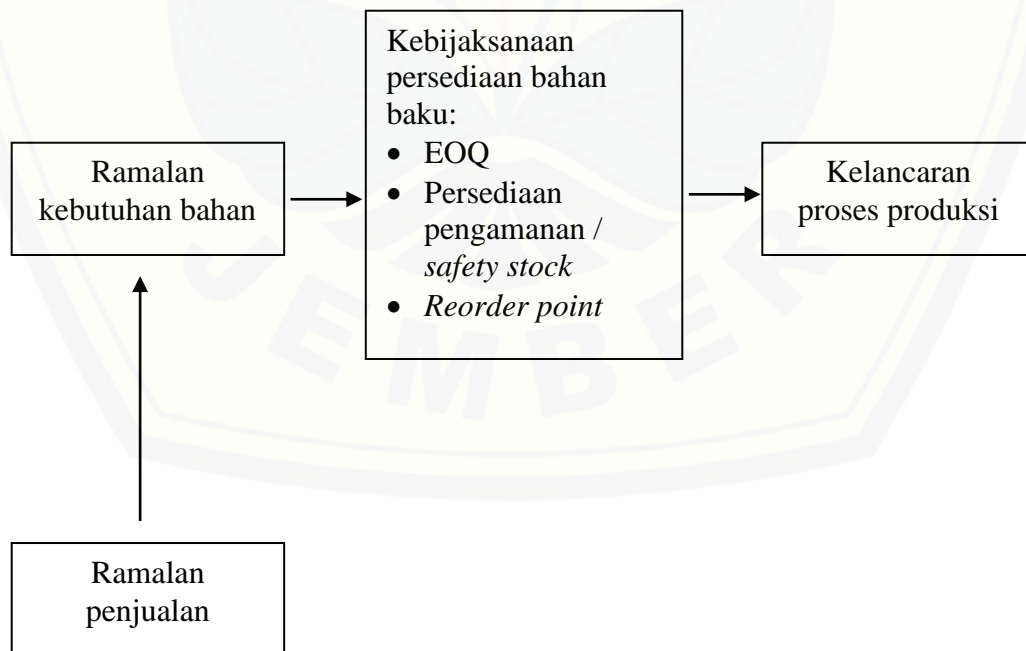 Kebijaksanaan
persediaan bahan
baku:
• EOQ
• Persediaan
pengamanan /
safety stock
• Reorder point
Ramalan
kebutuhan bahan
Kelancaran
proses produksi
JEMBER
Ramalan
penjualan